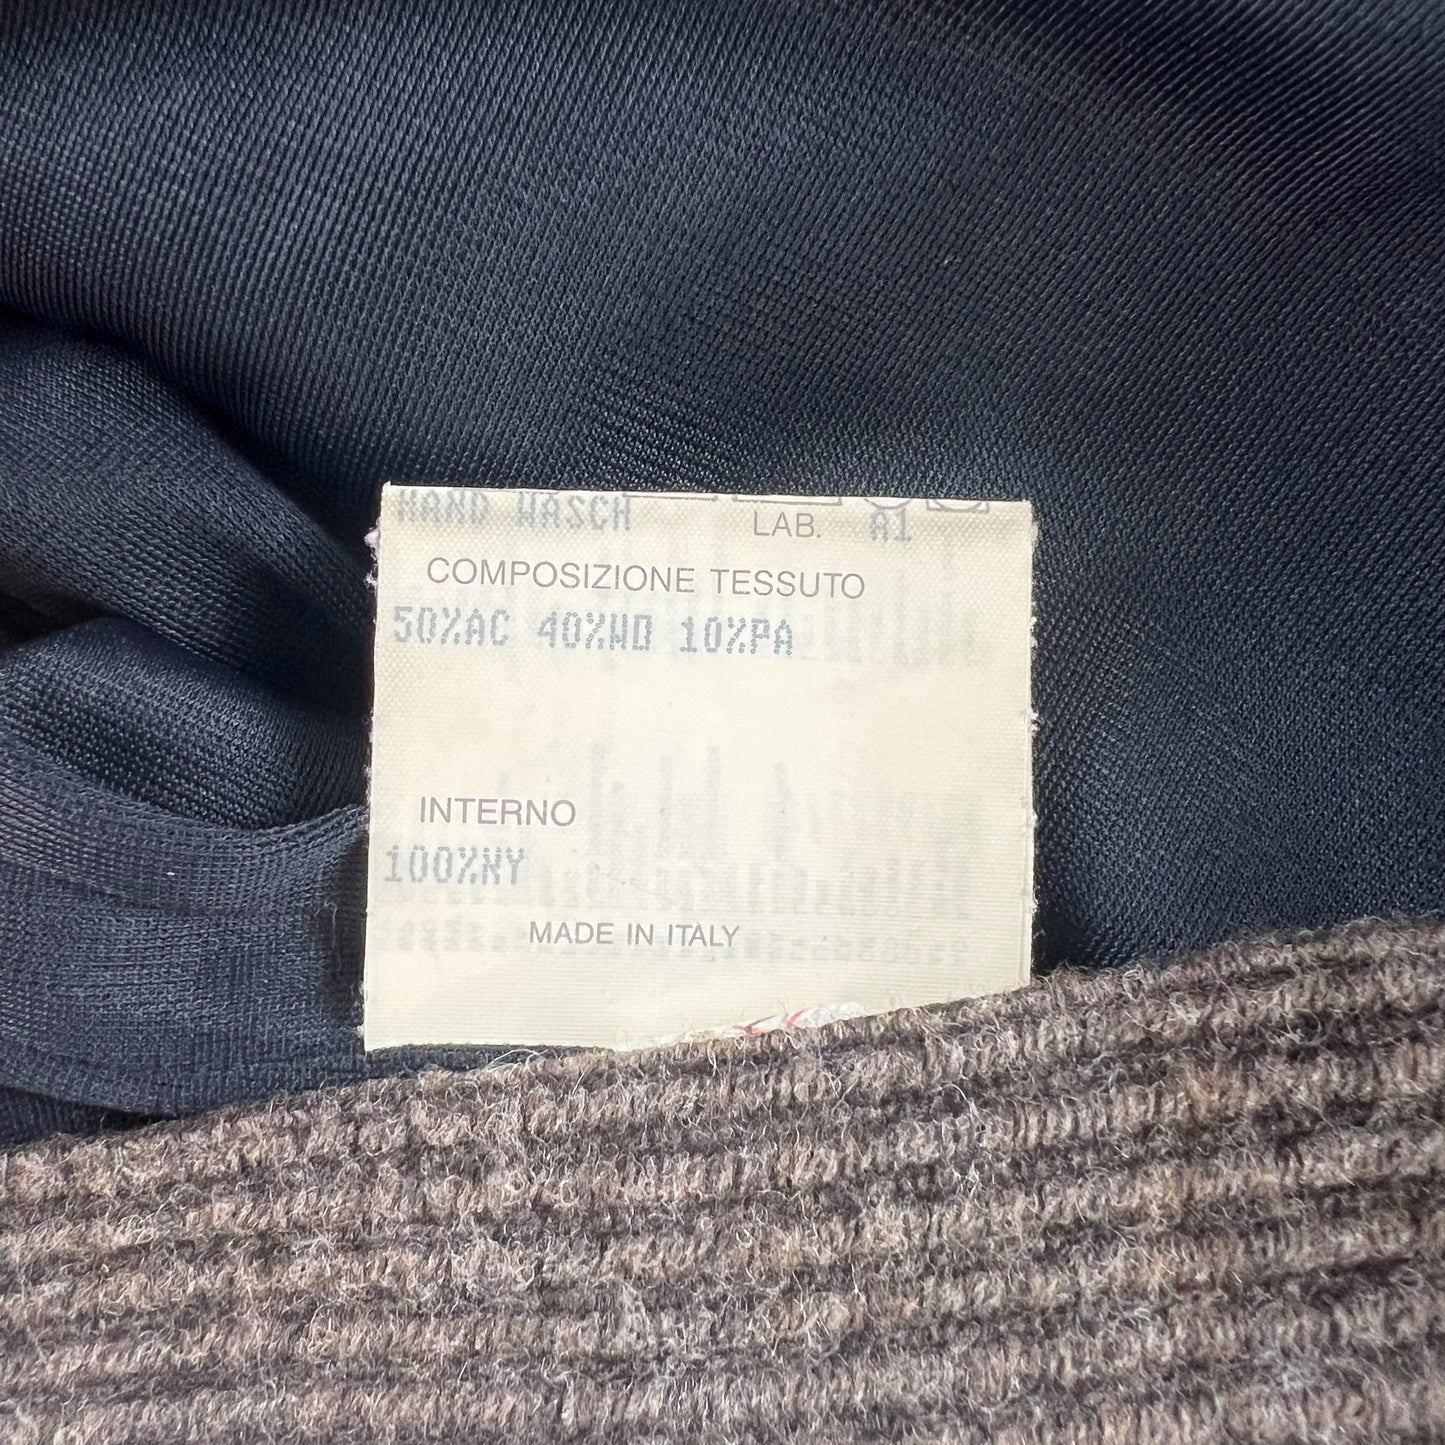 HAND WASCH
LAB. A1
COMPOSIZIONE TESSUTO
50%AC 40%WO 10%PA
INTERNO
100%NY
MADE IN ITALY